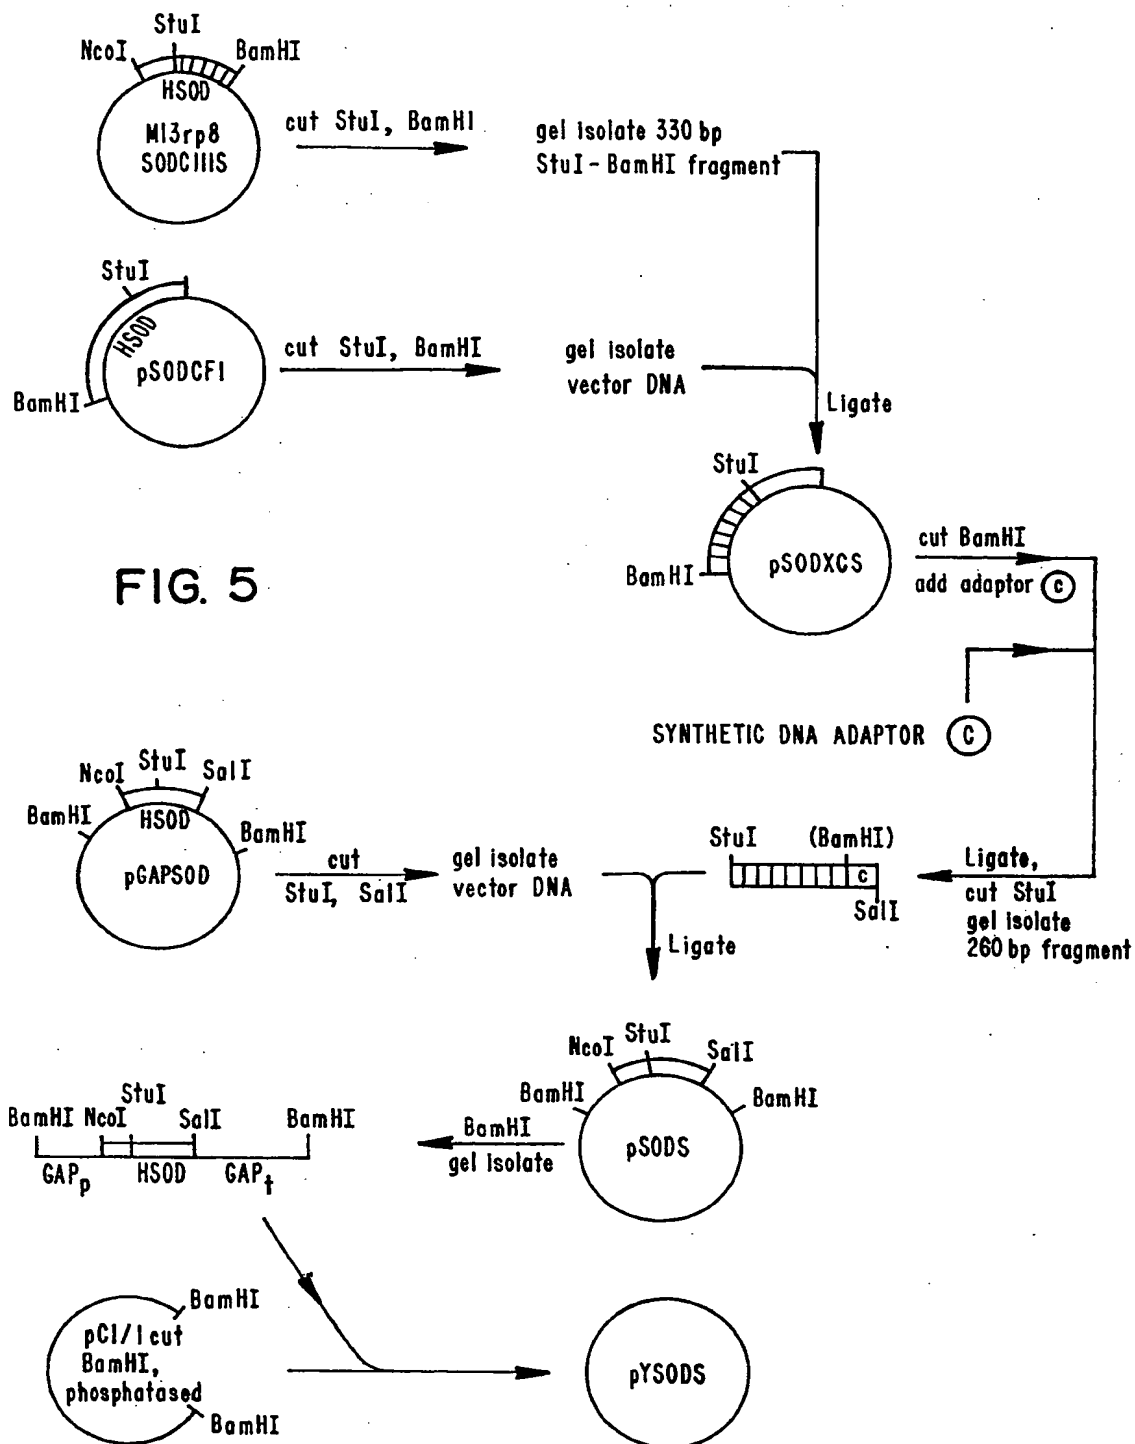 StuI
NcoI
BamHI
HSOD
M13rp8
SODCIIIS
cut StuI, BamHI
gel isolate 330 bp
StuI-BamHI fragment
StuI
HSOD
pSODCF1
BamHI
cut StuI, BamHI
gel isolate
vector DNA
Ligate
StuI
BamHI
pSODXCS
cut BamHI
add adaptor C
FIG. 5
SYNTHETIC DNA ADAPTOR C
NcoI
StuI
SalI
BamHI
HSOD
BamHI
pGAPSOD
cut
StuI, SalI
gel isolate
vector DNA
StuI
(BamHI)
C
SalI
Ligate,
cut StuI
gel isolate
260 bp fragment
Ligate
NcoI
StuI
SalI
BamHI
BamHI
pSODS
BamHI
gel isolate
StuI
BamHI NcoI SalI BamHI
GAPp HSOD GAPt
BamHI
pC1/1 cut
BamHI,
phosphatased
BamHI
pYSODS